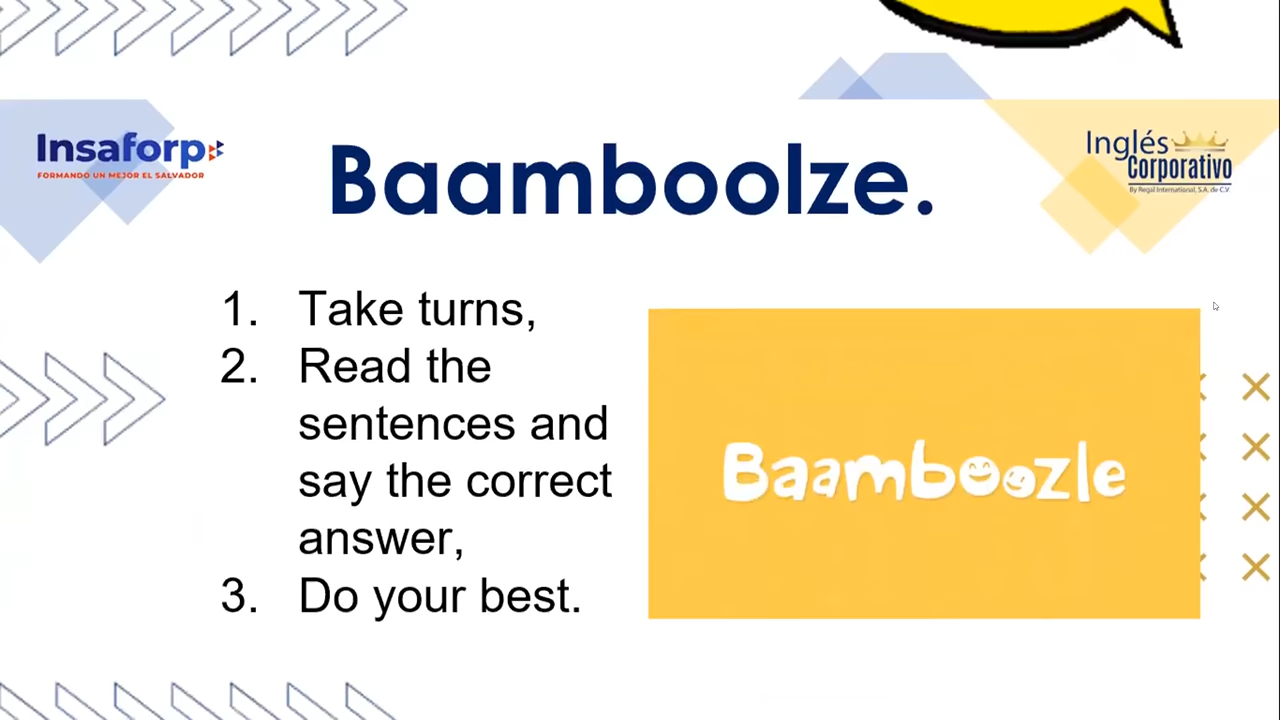 Insaforp
FORMANDO UN MEJOR EL SALVADOR
Baamboolze.
Inglés
Corporativo
By Regal International, S.A. de C.V
1. Take turns,
2. Read the
sentences and
say the correct
answer,
3. Do your best.
Baamboozle